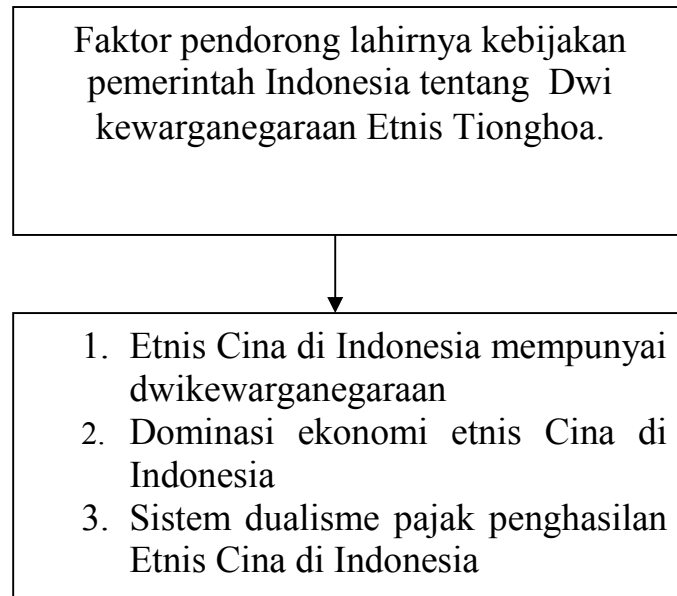 Faktor pendorong lahirnya kebijakan
pemerintah Indonesia tentang Dwi
kewarganegaraan Etnis Tionghoa.
1. Etnis Cina di Indonesia mempunyai
dwikewarganegaraan
2. Dominasi ekonomi etnis Cina di
Indonesia
3. Sistem dualisme pajak penghasilan
Etnis Cina di Indonesia